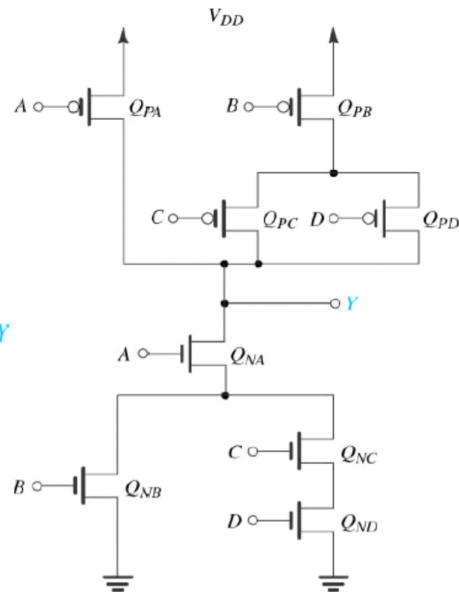 V_DD
A Q_PA B Q_PB
C Q_PC D Q_PD
Y
Y
A Q_NA
C Q_NC
B Q_NB
D Q_ND